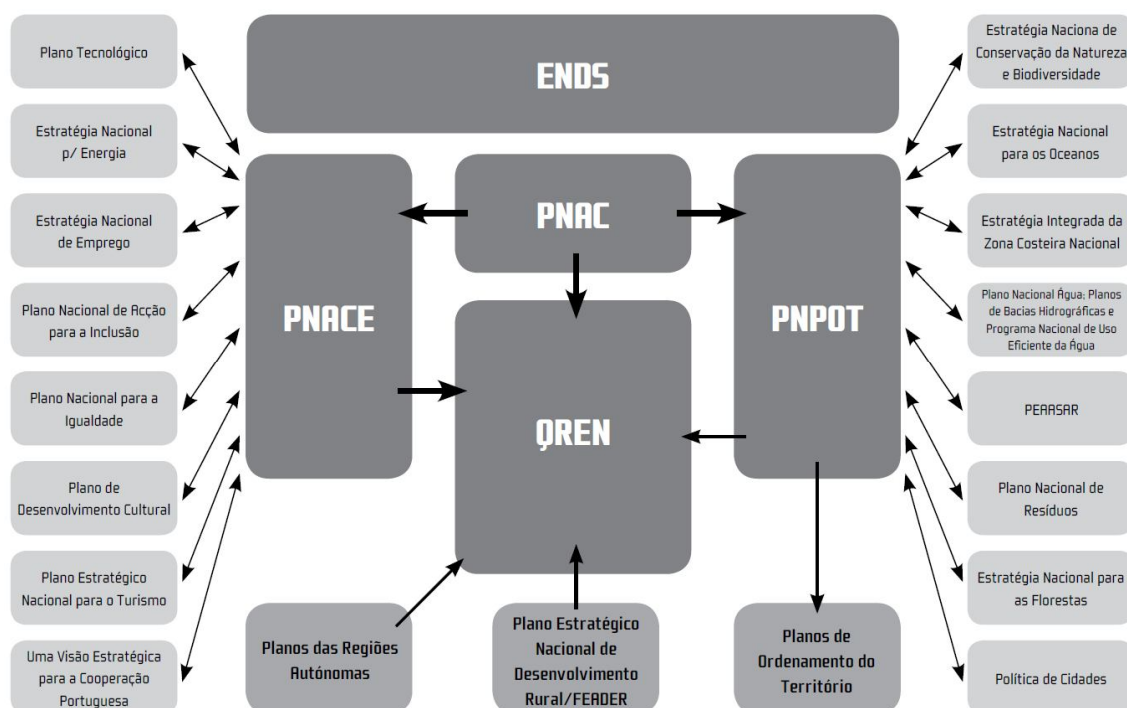 Plano Tecnológico
Estratégia Nacional
p/ Energia
Estratégia Nacional
de Emprego
Plano Nacional de Acção
para a Inclusão
Plano Nacional para a
Igualdade
Plano de
Desenvolvimento Cultural
Plano Estratégico
Nacional para o Turismo
Uma Visão Estratégica
para a Cooperação
Portuguesa
ENDS
PNACE
PNAC
PNPOT
QREN
Planos das Regiões
Autónomas
Plano Estratégico
Nacional de
Desenvolvimento
Rural/FEADER
Planos de
Ordenamento do
Território
Estratégia Naciona de
Conservação da Natureza
e Biodiversidade
Estratégia Nacional
para os Oceanos
Estratégia Integrada da
Zona Costeira Nacional
Plano Nacional Água; Planos
de Bacias Hidrográficas e
Programa Nacional de Uso
Eficiente da Água
PEAASAR
Plano Nacional de
Resíduos
Estratégia Nacional para
as Florestas
Política de Cidades